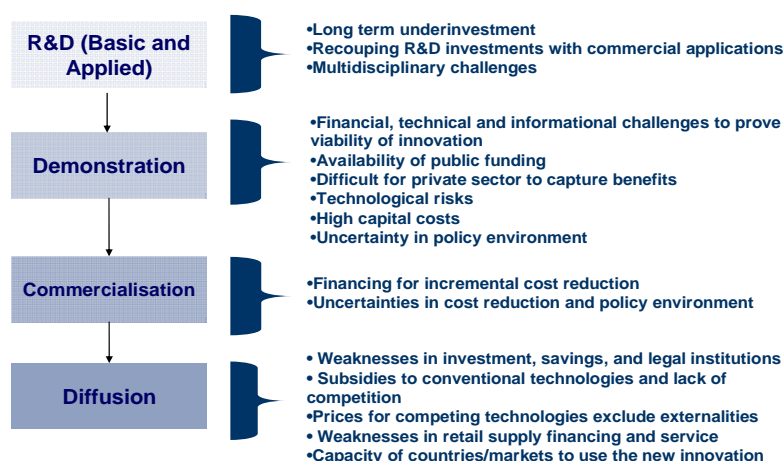 R&D (Basic and
Applied)
•Long term underinvestment
•Recouping R&D investments with commercial applications
•Multidisciplinary challenges
Demonstration
•Financial, technical and informational challenges to prove
viability of innovation
•Availability of public funding
•Difficult for private sector to capture benefits
•Technological risks
•High capital costs
•Uncertainty in policy environment
Commercialisation
•Financing for incremental cost reduction
•Uncertainties in cost reduction and policy environment
Diffusion
• Weaknesses in investment, savings, and legal institutions
• Subsidies to conventional technologies and lack of
competition
•Prices for competing technologies exclude externalities
• Weaknesses in retail supply financing and service
•Capacity of countries/markets to use the new innovation